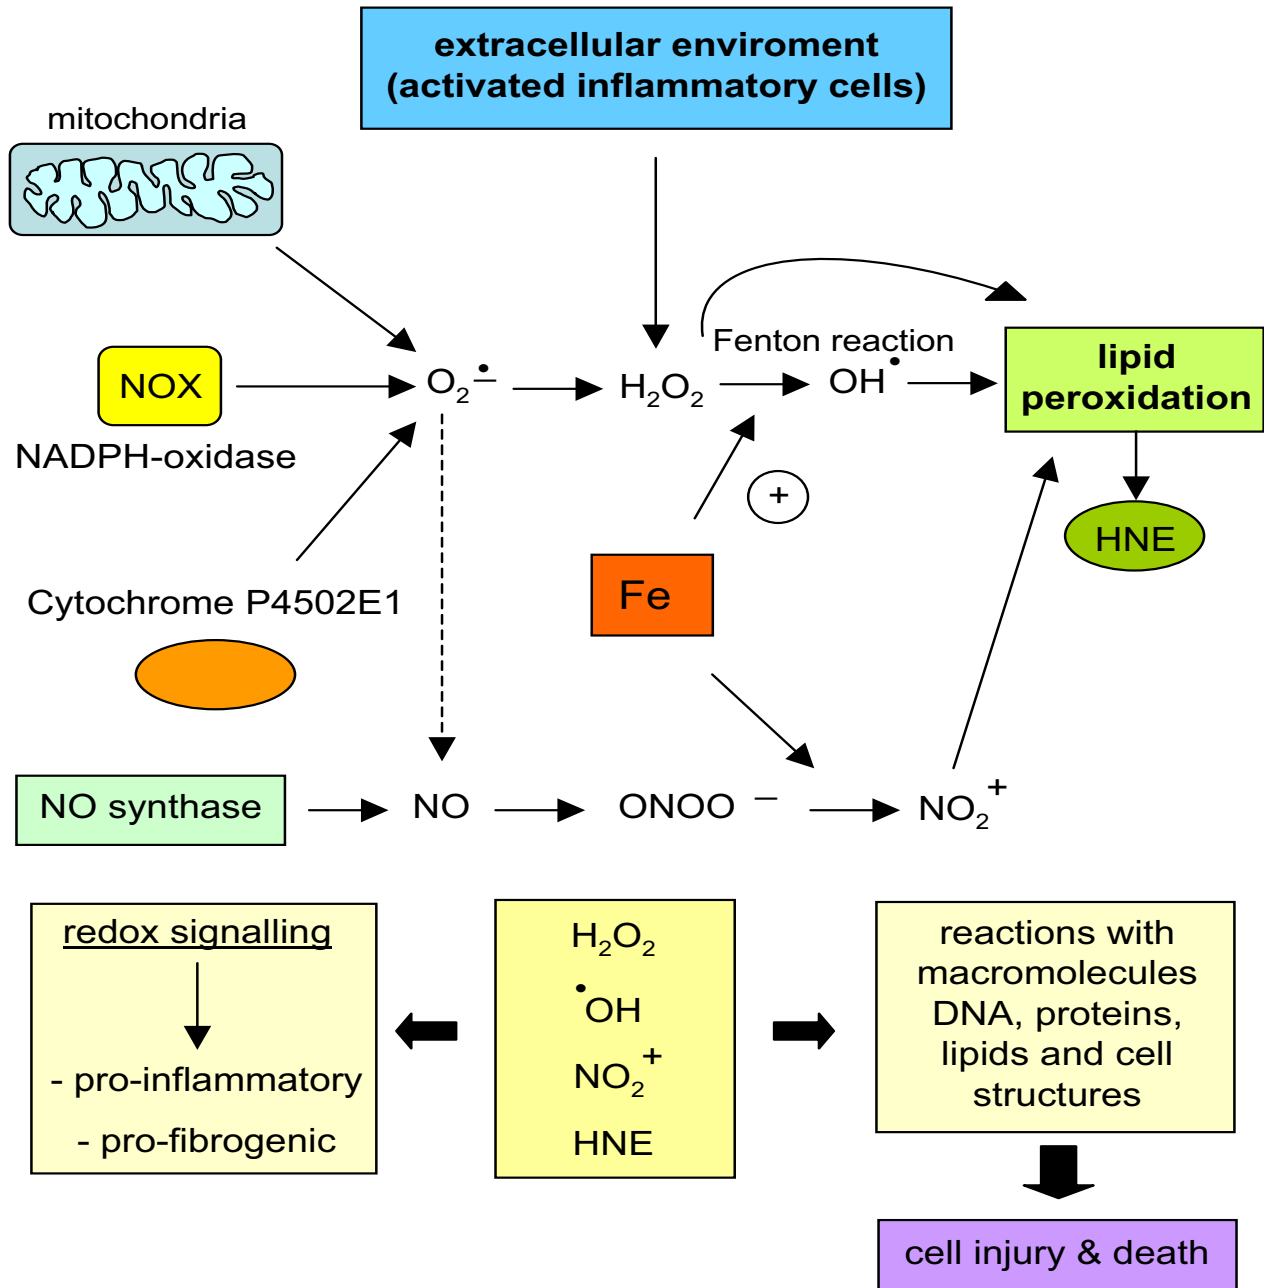 extracellular enviroment
(activated inflammatory cells)
mitochondria
Fenton reaction
NOX
O₂•−
H₂O₂
OH•
lipid
peroxidation
NADPH-oxidase
+
HNE
Cytochrome P4502E1
Fe
NO synthase
NO
ONOO −
NO₂⁺
redox signalling
- pro-inflammatory
- pro-fibrogenic
H₂O₂
•OH
NO₂⁺
HNE
reactions with
macromolecules
DNA, proteins,
lipids and cell
structures
cell injury & death